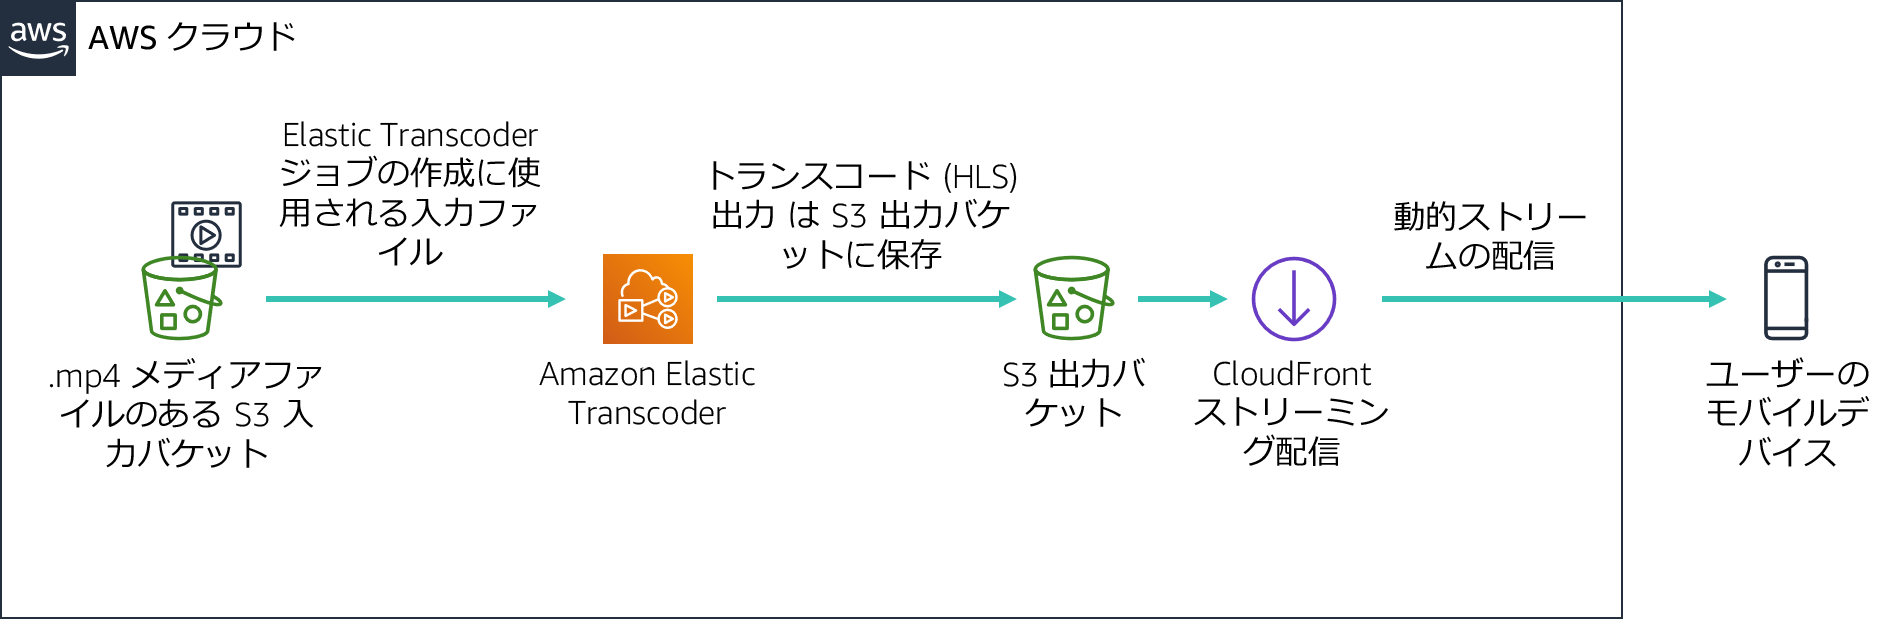 aws
AWS クラウド
Elastic Transcoder
ジョブの作成に使
用される入力ファ
イル
トランスコード (HLS)
出力 は S3 出力バケ
ットに保存
動的ストリー
ムの配信
.mp4 メディアファ
イルのある S3 入
力バケット
Amazon Elastic
Transcoder
S3 出力バ
ケット
CloudFront
ストリーミン
グ配信
ユーザーの
モバイルデ
バイス